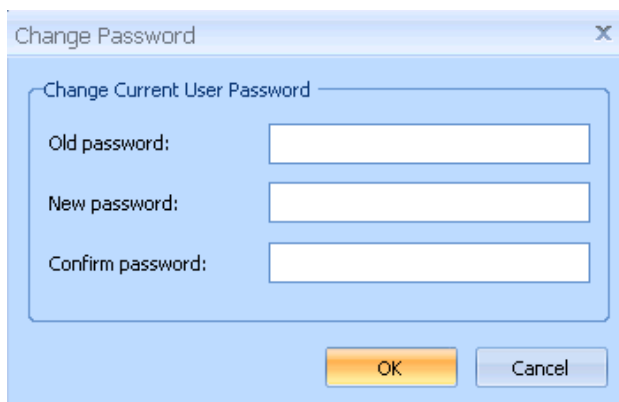 Change Password
Change Current User Password
Old password:
New password:
Confirm password:
OK Cancel